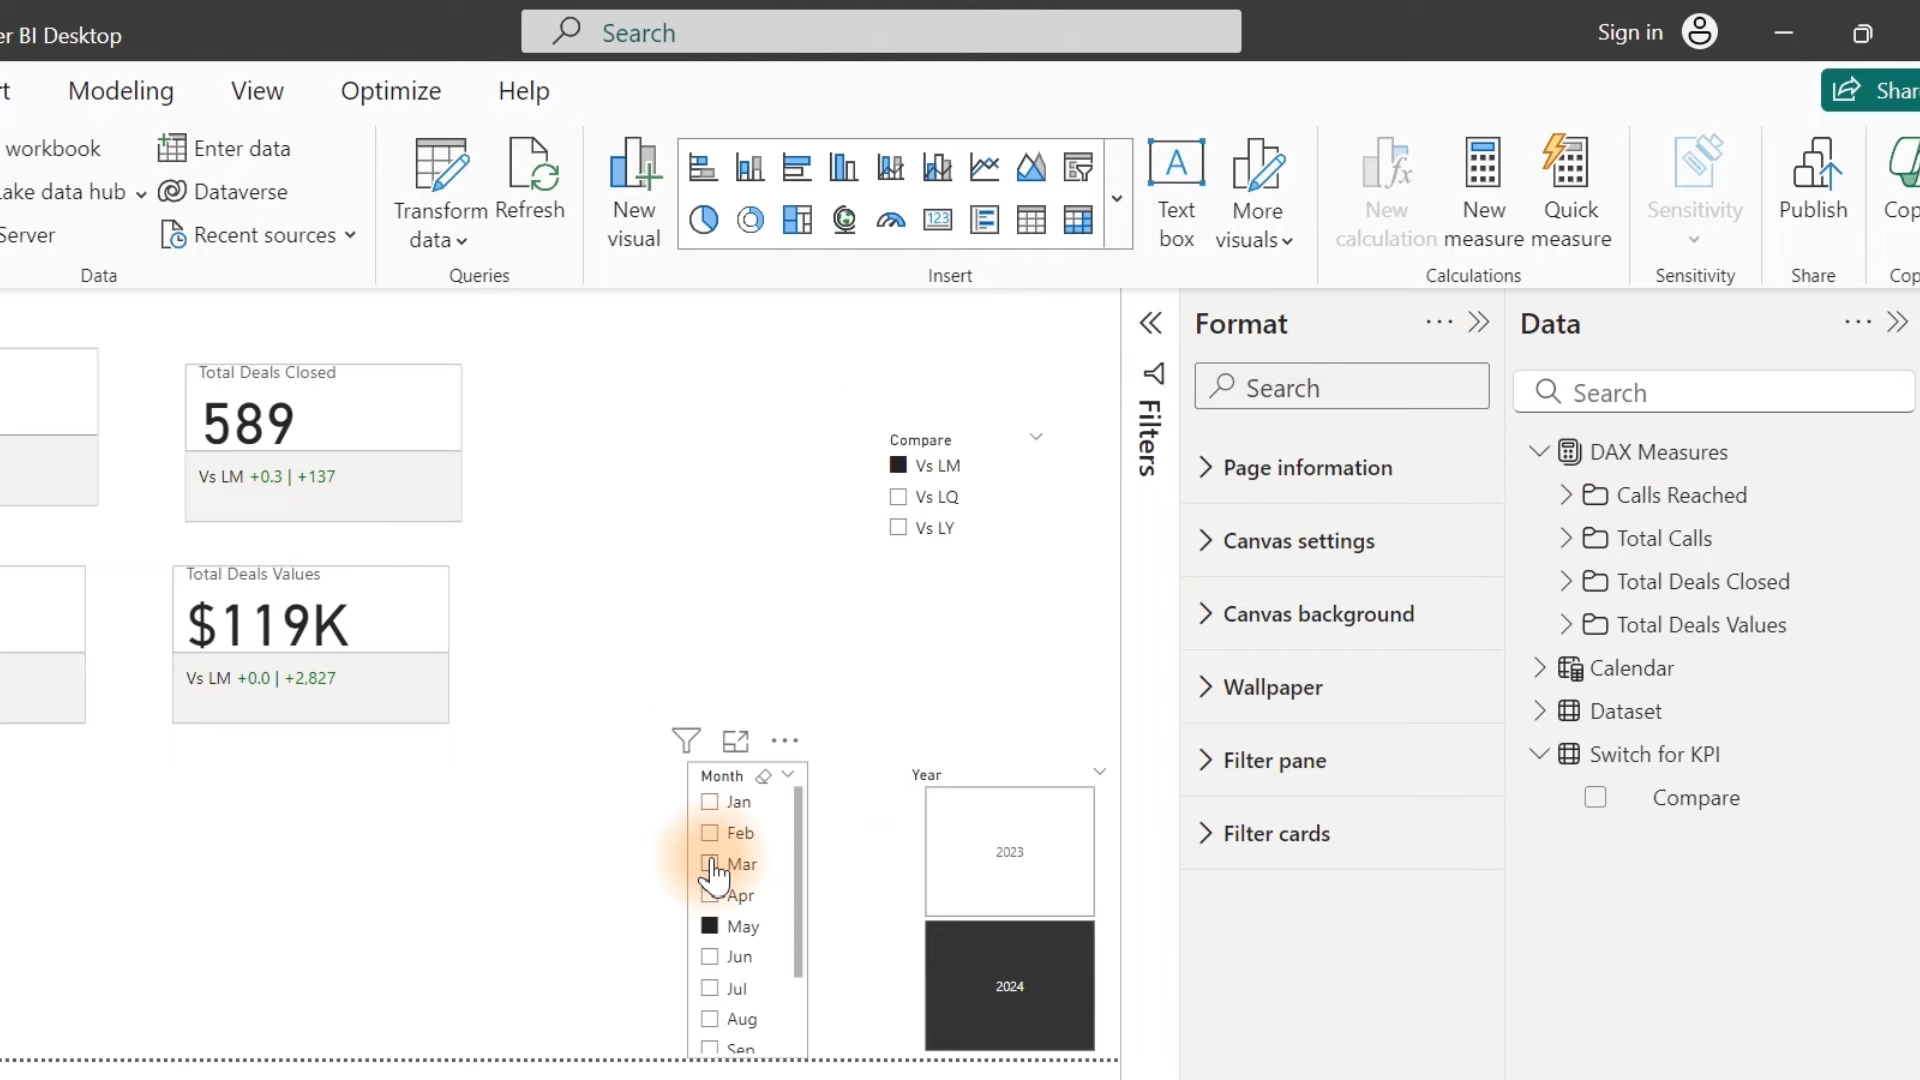 er BI Desktop
Search
Sign in
t
Modeling
View
Optimize
Help
Shar
workbook
Enter data
ake data hub
Dataverse
Server
Recent sources
Data
Transform
data
Refresh
Queries
New
visual
123
Insert
A
Text
box
More
visuals
New
calculation
New
measure
Quick
measure
Calculations
Sensitivity
Sensitivity
Publish
Share
Cop
Cop
Total Deals Closed
589
Vs LM +0.3 | +137
Total Deals Values
$119K
Vs LM +0.0 | +2,827
Compare
Vs LM
Vs LQ
Vs LY
Month
Jan
Feb
Mar
Apr
May
Jun
Jul
Aug
Sep
Year
2023
2024
Filters
Format
Search
Page information
Canvas settings
Canvas background
Wallpaper
Filter pane
Filter cards
Data
Search
DAX Measures
Calls Reached
Total Calls
Total Deals Closed
Total Deals Values
Calendar
Dataset
Switch for KPI
Compare